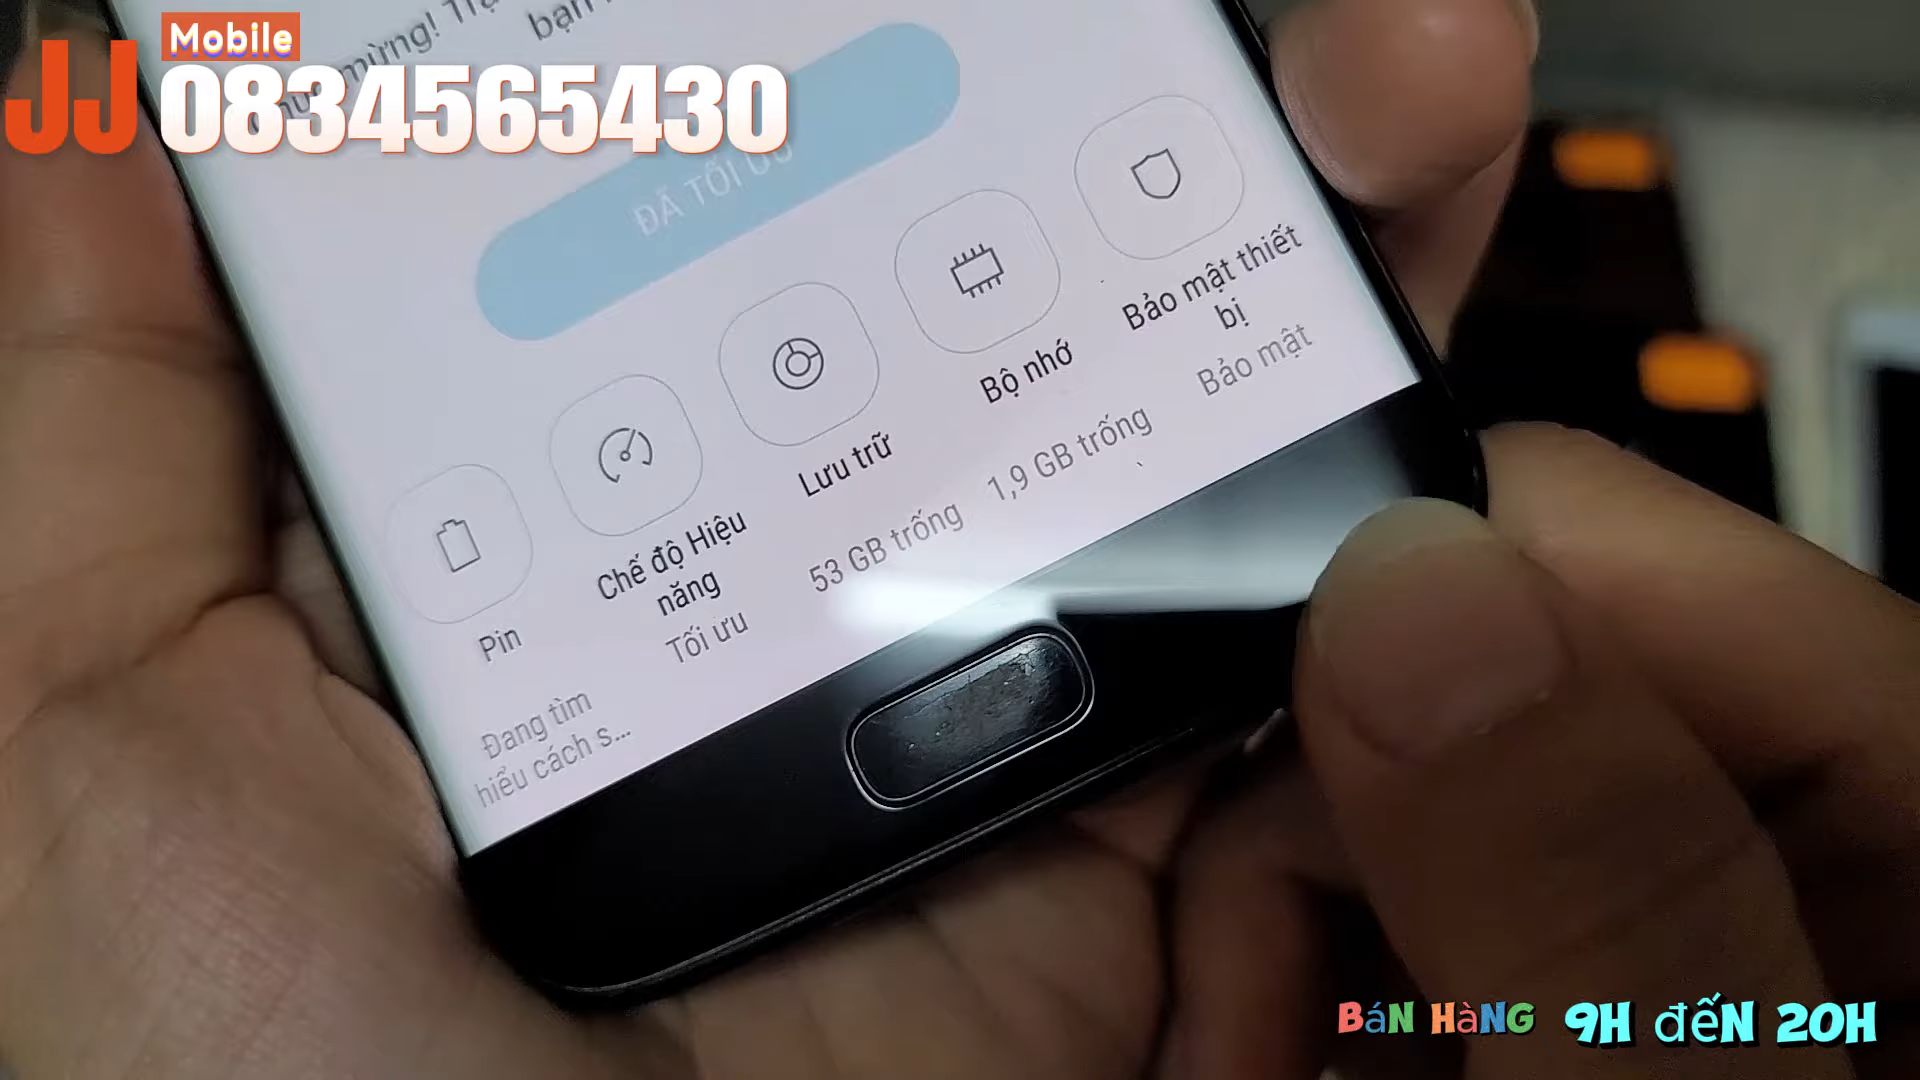 Mobile
JJ 0834565430
mừng!
bạn
ĐÃ TỐI ƯU
Pin
Đang tìm
hiểu cách s...
Chế độ Hiệu
năng
Tối ưu
Lưu trữ
53 GB trống
Bộ nhớ
1,9 GB trống
Bảo mật thiết
bị
Bảo mật
BáN HàNG 9H đếN 20H